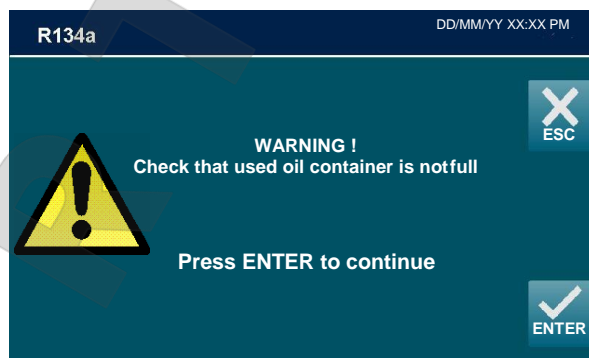 R134a
DD/MM/YY XX:XX PM
ESC
WARNING !
Check that used oil container is notfull
Press ENTER to continue
ENTER